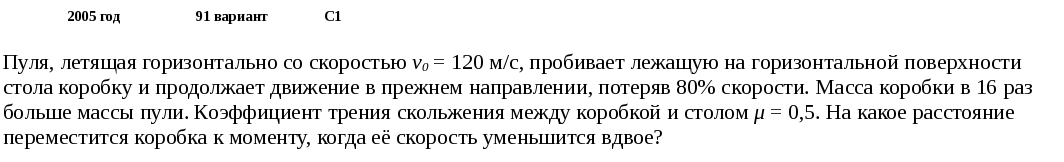 2005 год 91 вариант С1
Пуля, летящая горизонтально со скоростью v₀ = 120 м/с, пробивает лежащую на горизонтальной поверхности
стола коробку и продолжает движение в прежнем направлении, потеряв 80% скорости. Масса коробки в 16 раз
больше массы пули. Коэффициент трения скольжения между коробкой и столом μ = 0,5. На какое расстояние
переместится коробка к моменту, когда её скорость уменьшится вдвое?